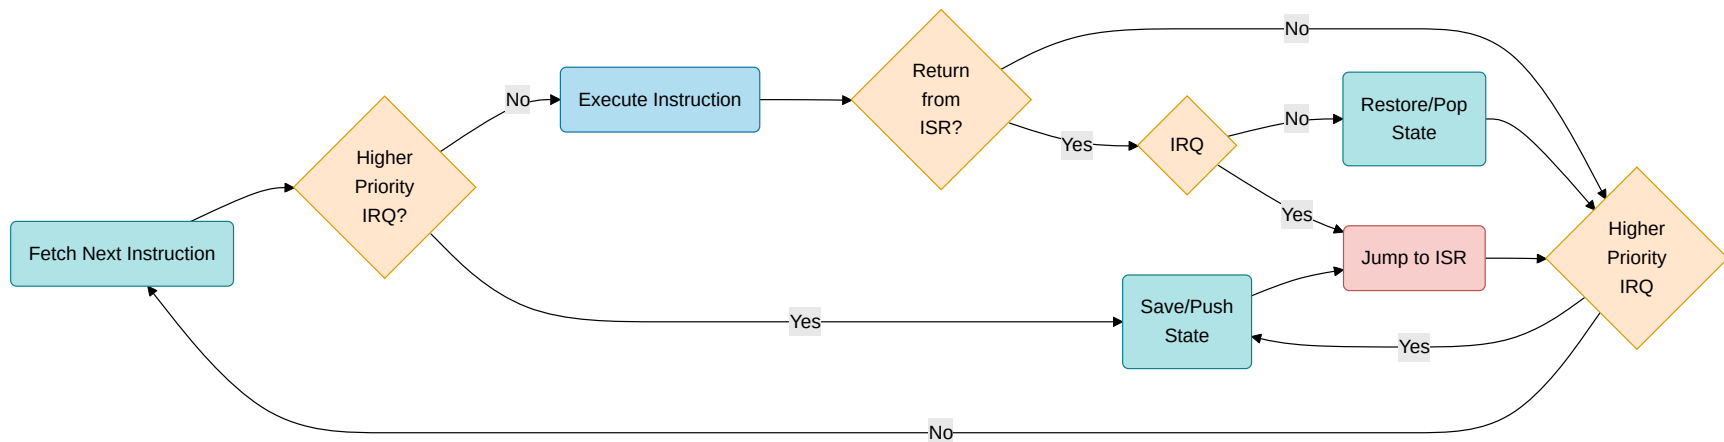 Fetch Next Instruction
Higher
Priority
IRQ?
No
Yes
Execute Instruction
Return
from
ISR?
No
Yes
IRQ
No
Yes
Restore/Pop
State
Save/Push
State
Jump to ISR
Higher
Priority
IRQ
Yes
No